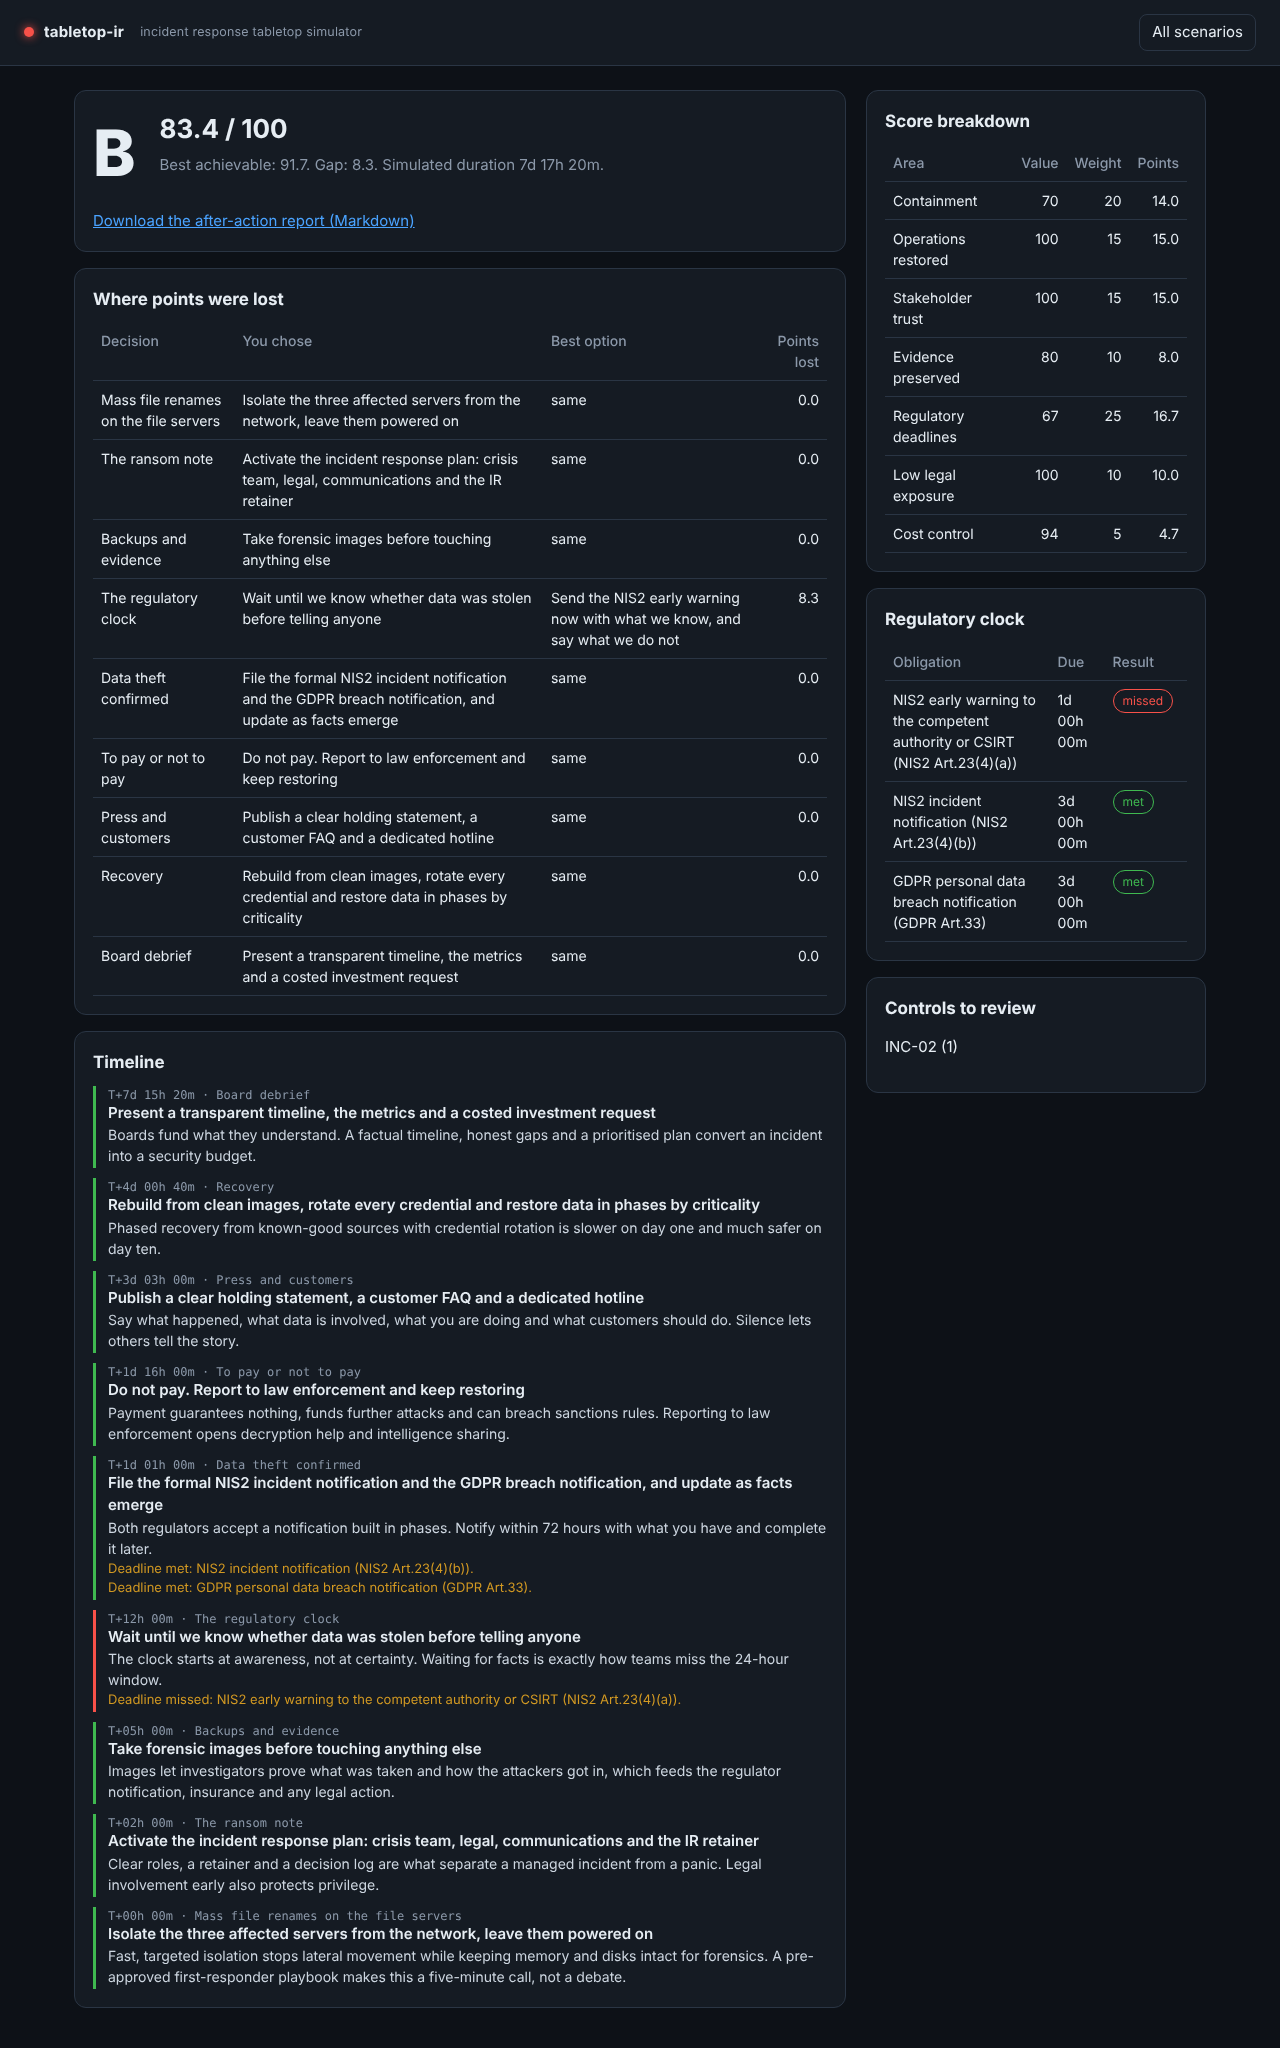 tabletop-ir incident response tabletop simulator
All scenarios
B
83.4 / 100
Best achievable: 91.7. Gap: 8.3. Simulated duration 7d 17h 20m.
Download the after-action report (Markdown)
Where points were lost
Decision You chose Best option Points
lost
Mass file renames Isolate the three affected servers from the same 0.0
on the file servers network, leave them powered on
The ransom note Activate the incident response plan: crisis same 0.0
team, legal, communications and the IR
retainer
Backups and Take forensic images before touching same 0.0
evidence anything else
The regulatory Wait until we know whether data was stolen Send the NIS2 early warning 8.3
clock before telling anyone now with what we know, and
say what we do not
Data theft File the formal NIS2 incident notification same 0.0
confirmed and the GDPR breach notification, and
update as facts emerge
To pay or not to Do not pay. Report to law enforcement and same 0.0
pay keep restoring
Press and Publish a clear holding statement, a same 0.0
customers customer FAQ and a dedicated hotline
Recovery Rebuild from clean images, rotate every same 0.0
credential and restore data in phases by
criticality
Board debrief Present a transparent timeline, the metrics same 0.0
and a costed investment request
Timeline
T+7d 15h 20m · Board debrief
Present a transparent timeline, the metrics and a costed investment request
Boards fund what they understand. A factual timeline, honest gaps and a prioritised plan convert an incident
into a security budget.
T+4d 00h 40m · Recovery
Rebuild from clean images, rotate every credential and restore data in phases by criticality
Phased recovery from known-good sources with credential rotation is slower on day one and much safer on
day ten.
T+3d 03h 00m · Press and customers
Publish a clear holding statement, a customer FAQ and a dedicated hotline
Say what happened, what data is involved, what you are doing and what customers should do. Silence lets
others tell the story.
T+1d 16h 00m · To pay or not to pay
Do not pay. Report to law enforcement and keep restoring
Payment guarantees nothing, funds further attacks and can breach sanctions rules. Reporting to law
enforcement opens decryption help and intelligence sharing.
T+1d 01h 00m · Data theft confirmed
File the formal NIS2 incident notification and the GDPR breach notification, and update as facts
emerge
Both regulators accept a notification built in phases. Notify within 72 hours with what you have and complete
it later.
Deadline met: NIS2 incident notification (NIS2 Art.23(4)(b)).
Deadline met: GDPR personal data breach notification (GDPR Art.33).
T+12h 00m · The regulatory clock
Wait until we know whether data was stolen before telling anyone
The clock starts at awareness, not at certainty. Waiting for facts is exactly how teams miss the 24-hour
window.
Deadline missed: NIS2 early warning to the competent authority or CSIRT (NIS2 Art.23(4)(a)).
T+05h 00m · Backups and evidence
Take forensic images before touching anything else
Images let investigators prove what was taken and how the attackers got in, which feeds the regulator
notification, insurance and any legal action.
T+02h 00m · The ransom note
Activate the incident response plan: crisis team, legal, communications and the IR retainer
Clear roles, a retainer and a decision log are what separate a managed incident from a panic. Legal
involvement early also protects privilege.
T+00h 00m · Mass file renames on the file servers
Isolate the three affected servers from the network, leave them powered on
Fast, targeted isolation stops lateral movement while keeping memory and disks intact for forensics. A pre-
approved first-responder playbook makes this a five-minute call, not a debate.
Score breakdown
Area Value Weight Points
Containment 70 20 14.0
Operations 100 15 15.0
restored
Stakeholder 100 15 15.0
trust
Evidence 80 10 8.0
preserved
Regulatory 67 25 16.7
deadlines
Low legal 100 10 10.0
exposure
Cost control 94 5 4.7
Regulatory clock
Obligation Due Result
NIS2 early warning to 1d missed
the competent 00h
authority or CSIRT 00m
(NIS2 Art.23(4)(a))
NIS2 incident 3d met
notification (NIS2 00h
Art.23(4)(b)) 00m
GDPR personal data 3d met
breach notification 00h
(GDPR Art.33) 00m
Controls to review
INC-02 (1)